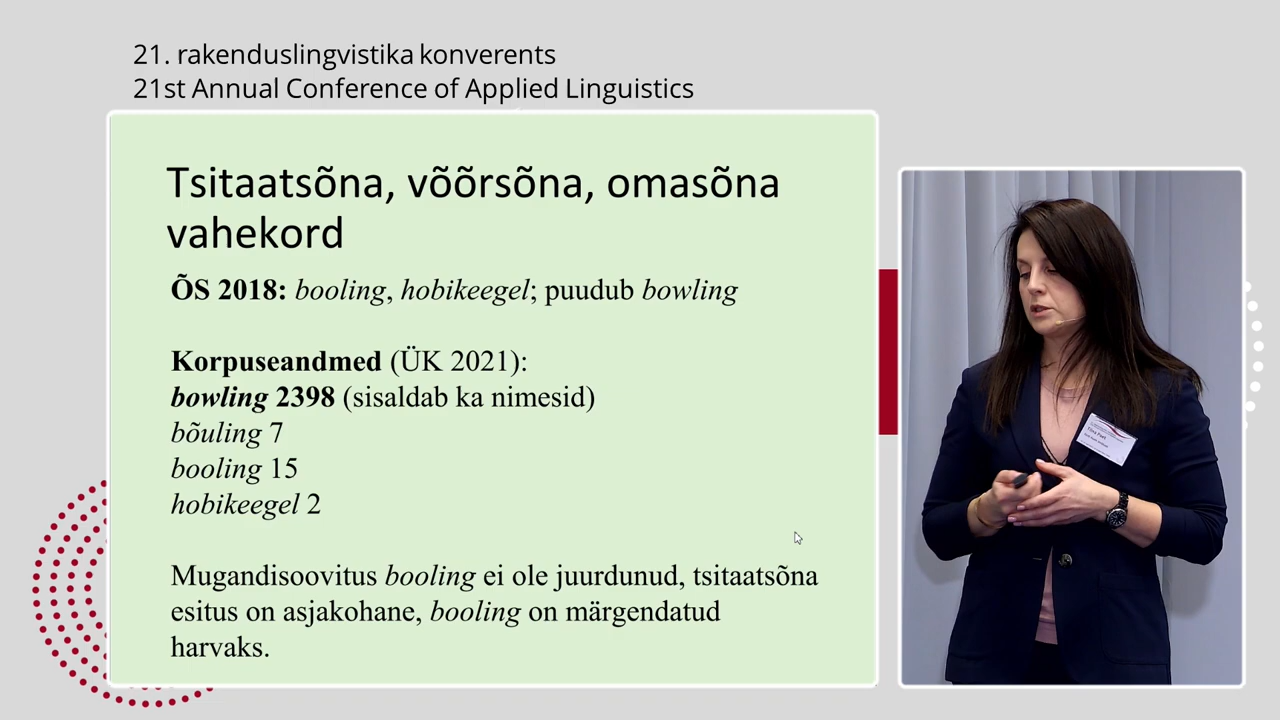 21. rakenduslingvistika konverents
21st Annual Conference of Applied Linguistics
Tsitaatsõna, võõrsõna, omasõna
vahekord
ÕS 2018: booling, hobikeegel; puudub bowling
Korpuseandmed (ÜK 2021):
bowling 2398 (sisaldab ka nimesid)
bõuling 7
booling 15
hobikeegel 2
Mugandisoovitus booling ei ole juurdunud, tsitaatsõna
esitus on asjakohane, booling on märgendatud
harvaks.